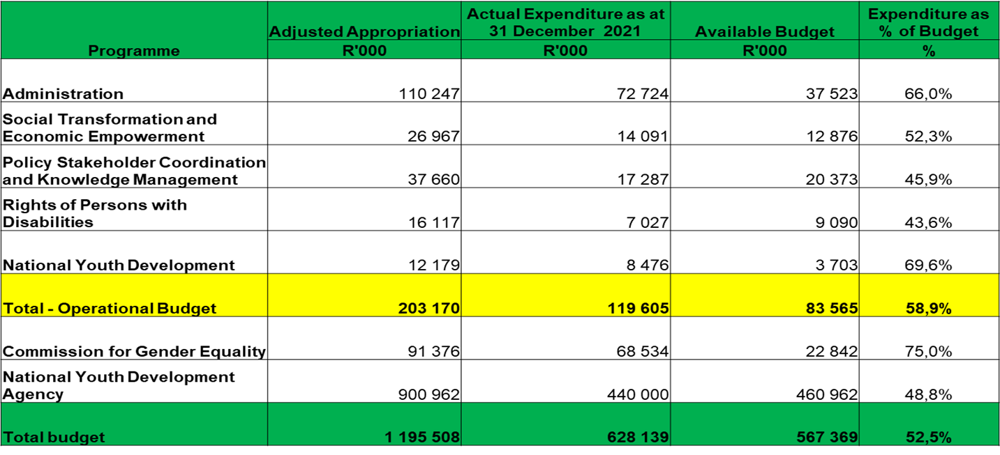 Programme Adjusted Appropriation Actual Expenditure as at 31 December 2021 Available Budget Expenditure as % of Budget
R'000 R'000 R'000 %
Administration 110 247 72 724 37 523 66,0%
Social Transformation and
Economic Empowerment 26 967 14 091 12 876 52,3%
Policy Stakeholder Coordination
and Knowledge Management 37 660 17 287 20 373 45,9%
Rights of Persons with
Disabilities 16 117 7 027 9 090 43,6%
National Youth Development 12 179 8 476 3 703 69,6%
Total - Operational Budget 203 170 119 605 83 565 58,9%
Commission for Gender Equality 91 376 68 534 22 842 75,0%
National Youth Development
Agency 900 962 440 000 460 962 48,8%
Total budget 1 195 508 628 139 567 369 52,5%